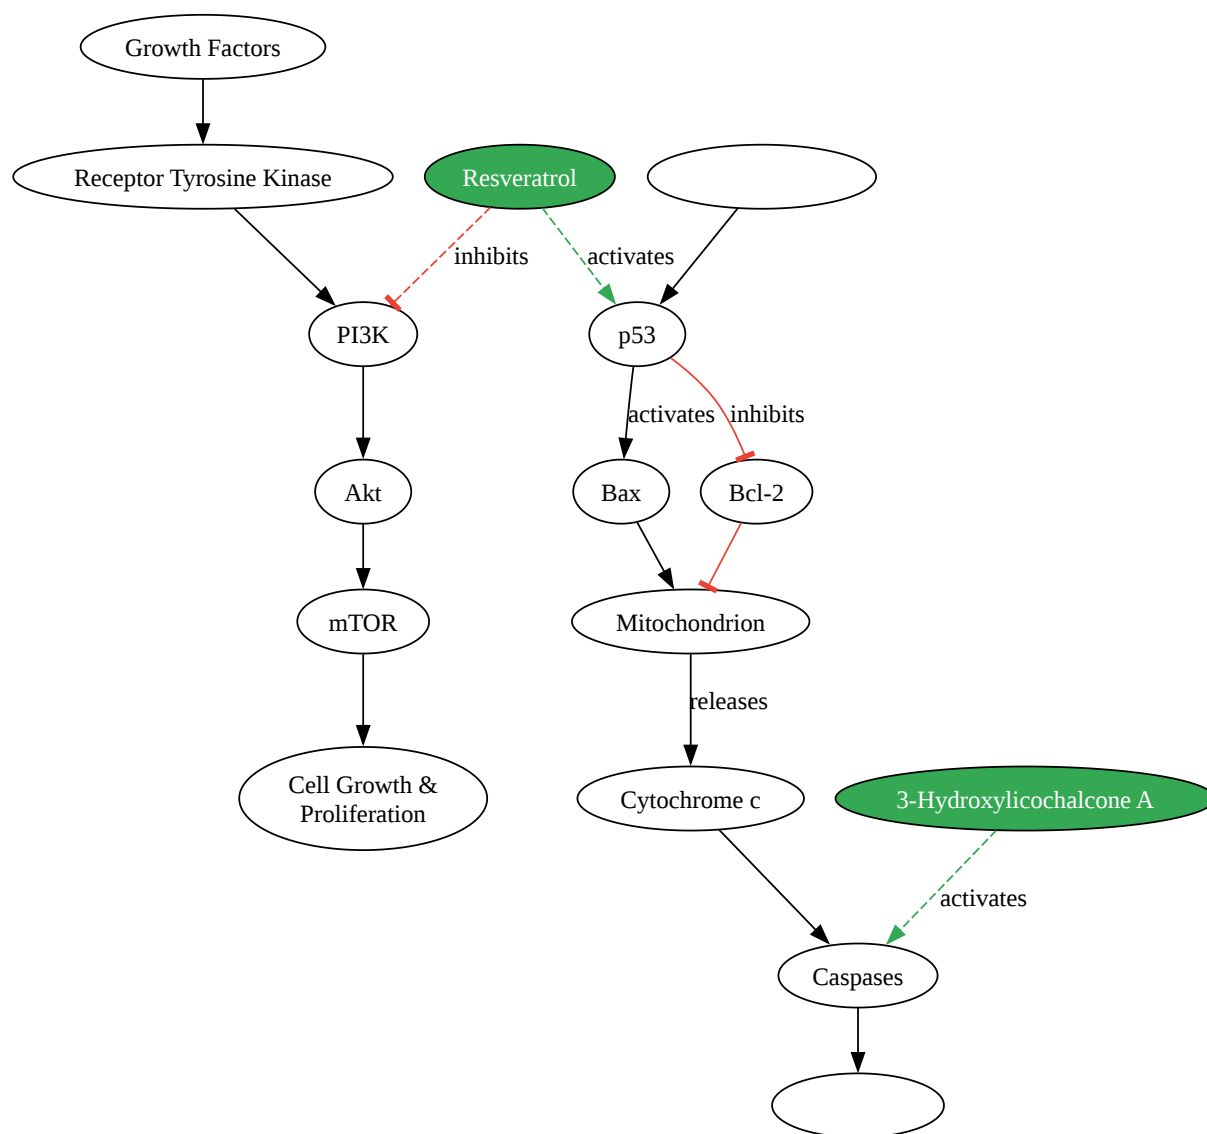 Growth Factors
Receptor Tyrosine Kinase
Resveratrol
inhibits
activates
PI3K
p53
activates
inhibits
Akt
Bax
Bcl-2
mTOR
Mitochondrion
releases
Cell Growth &
Proliferation
Cytochrome c
3-Hydroxylicochalcone A
activates
Caspases